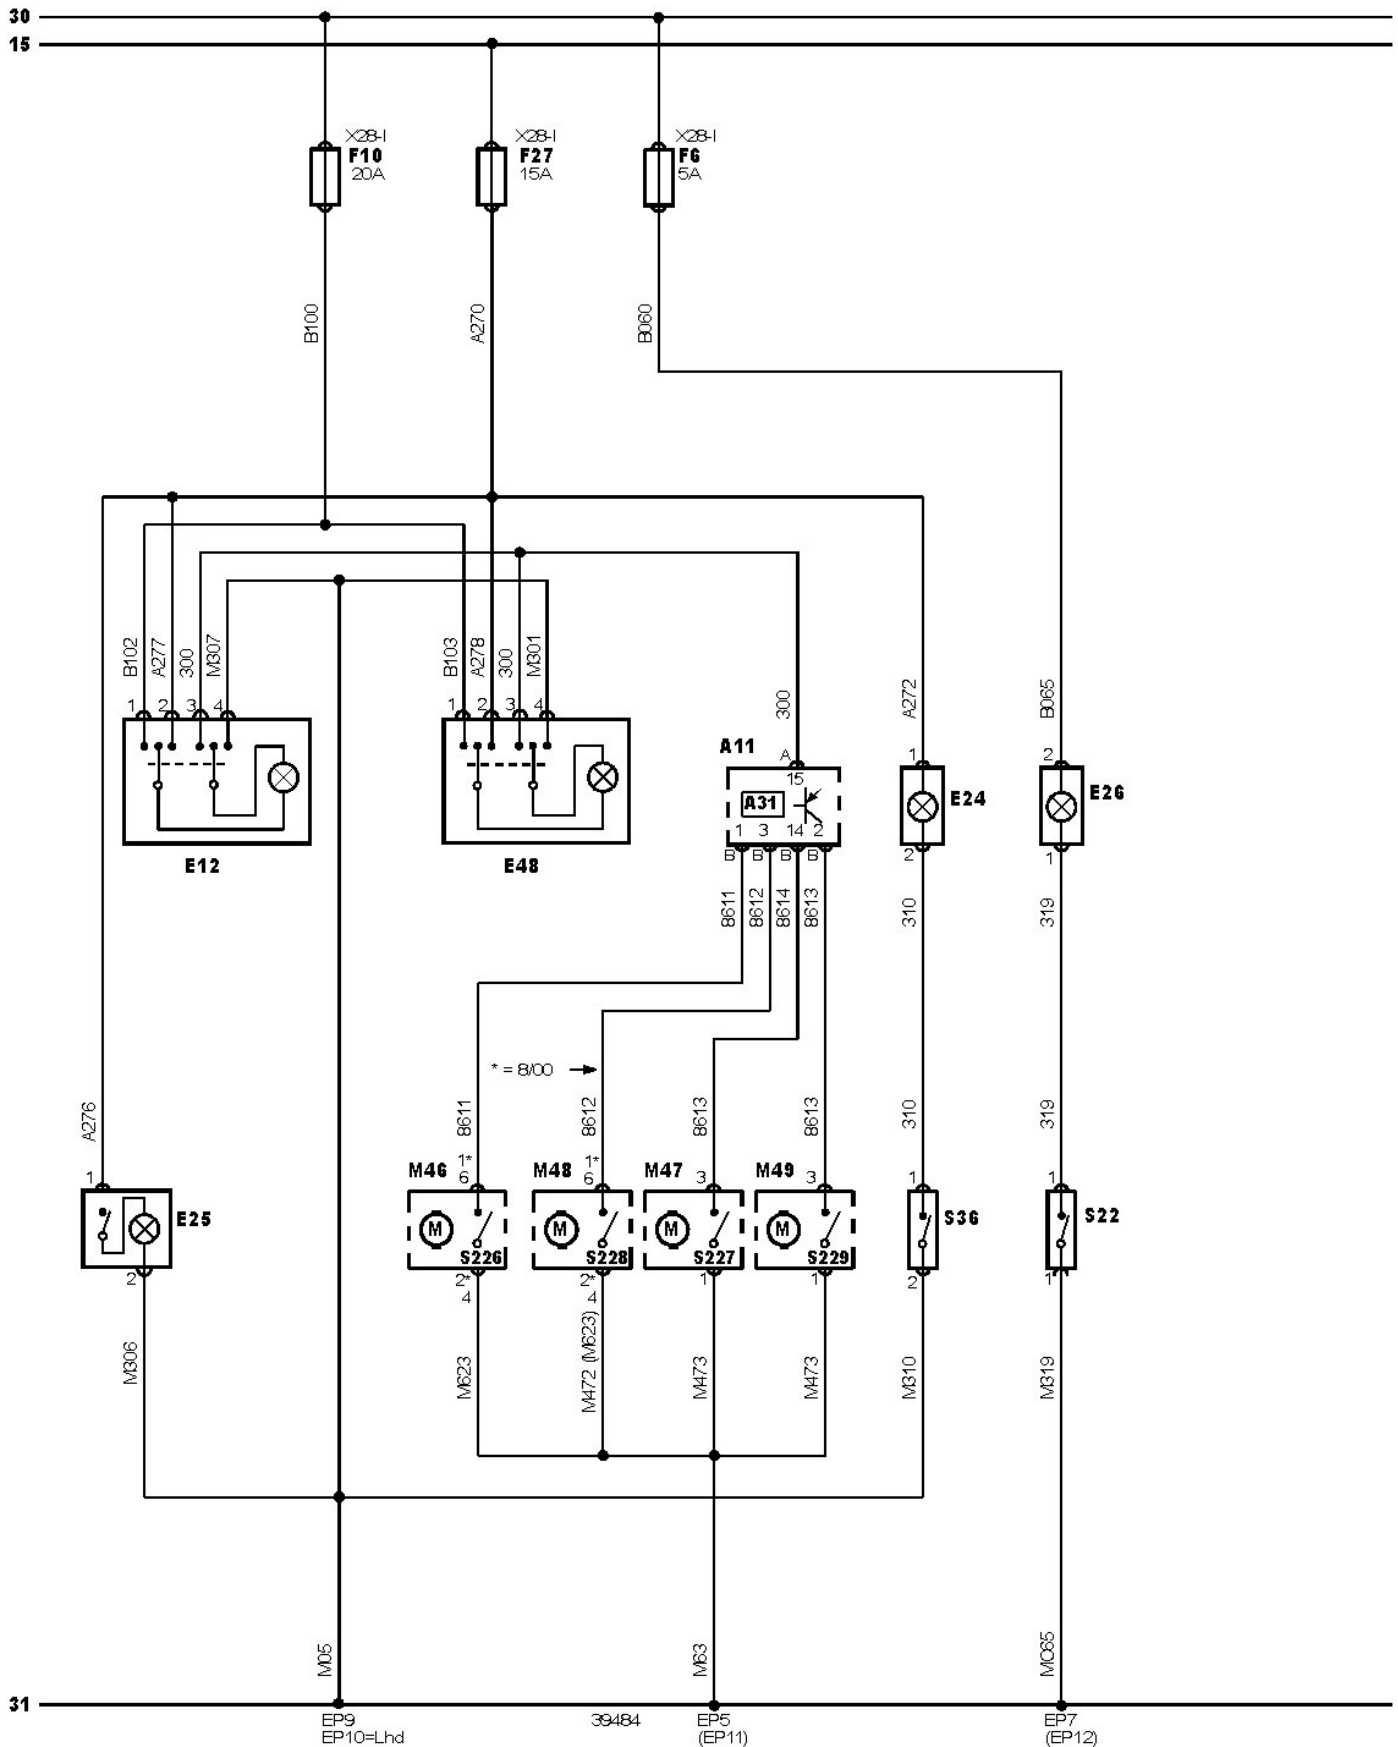 30
15
X28-I
F10
20A
X28-I
F27
15A
X28-I
F6
5A
B100
A270
B060
B102
A277
300
M307
B103
A278
300
M301
300
A272
B065
1 2 3 4
1 2 3 4
E12
E48
A11
A
15
A31
1 3 14 2
B B B B
1
E24
2
2
E26
1
8611
8612
8614
8613
310
319
* = 8/00
A276
8611
8612
8613
8613
310
319
1
E25
2
M46
1*
6
M
S226
2*
4
M48
1*
6
M
S228
2*
4
M47
3
M
S227
1
M49
3
M
S229
1
1
S36
2
1
S22
1
M306
M623
M472 (M623)
M473
M473
M310
M319
M05
M63
MO65
31
EP9
EP10=Lhd
39484
EP5
(EP11)
EP7
(EP12)